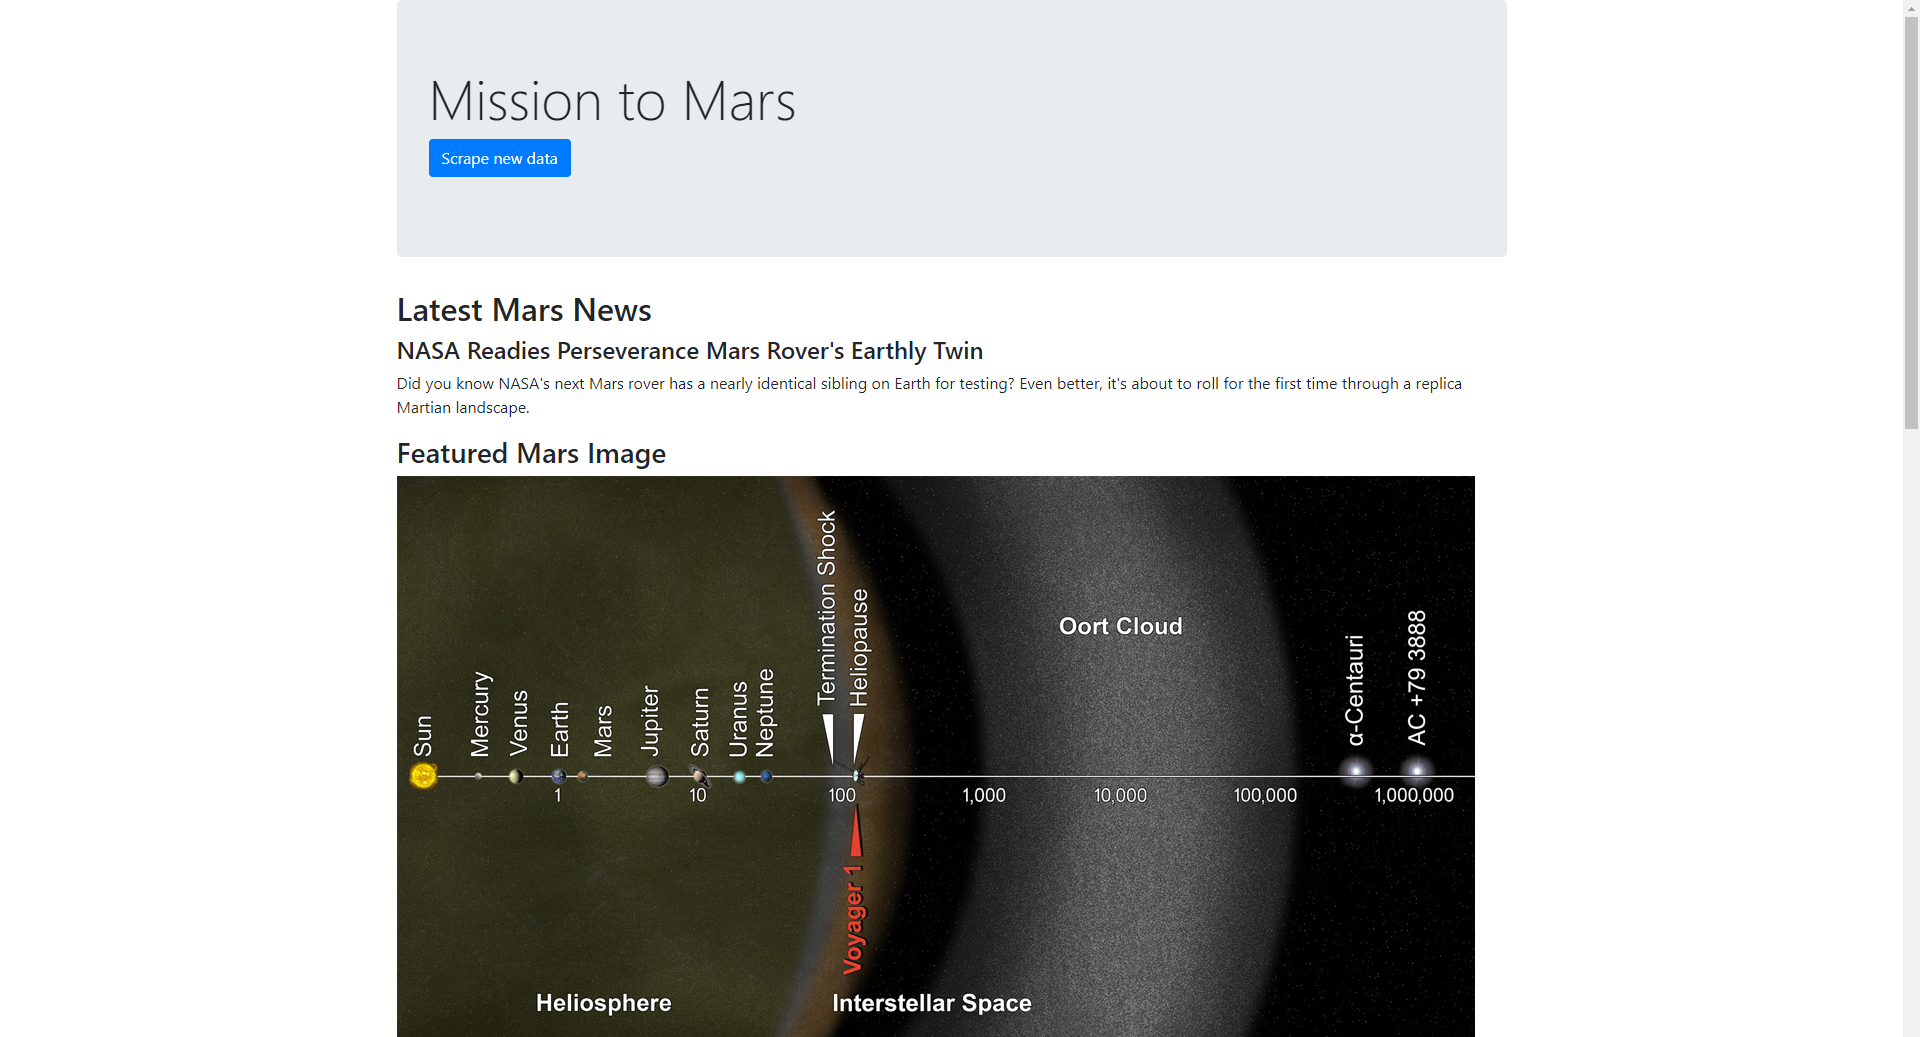 Mission to Mars
Scrape new data
Latest Mars News
NASA Readies Perseverance Mars Rover's Earthly Twin
Did you know NASA's next Mars rover has a nearly identical sibling on Earth for testing? Even better, it's about to roll for the first time through a replica
Martian landscape.
Featured Mars Image
Sun
Mercury
Venus
Earth
Mars
Jupiter
Saturn
Uranus
Neptune
Termination Shock
Heliopause
Oort Cloud
α-Centauri
AC +79 3888
1
10
100
1,000
10,000
100,000
1,000,000
Voyager 1
Heliosphere
Interstellar Space